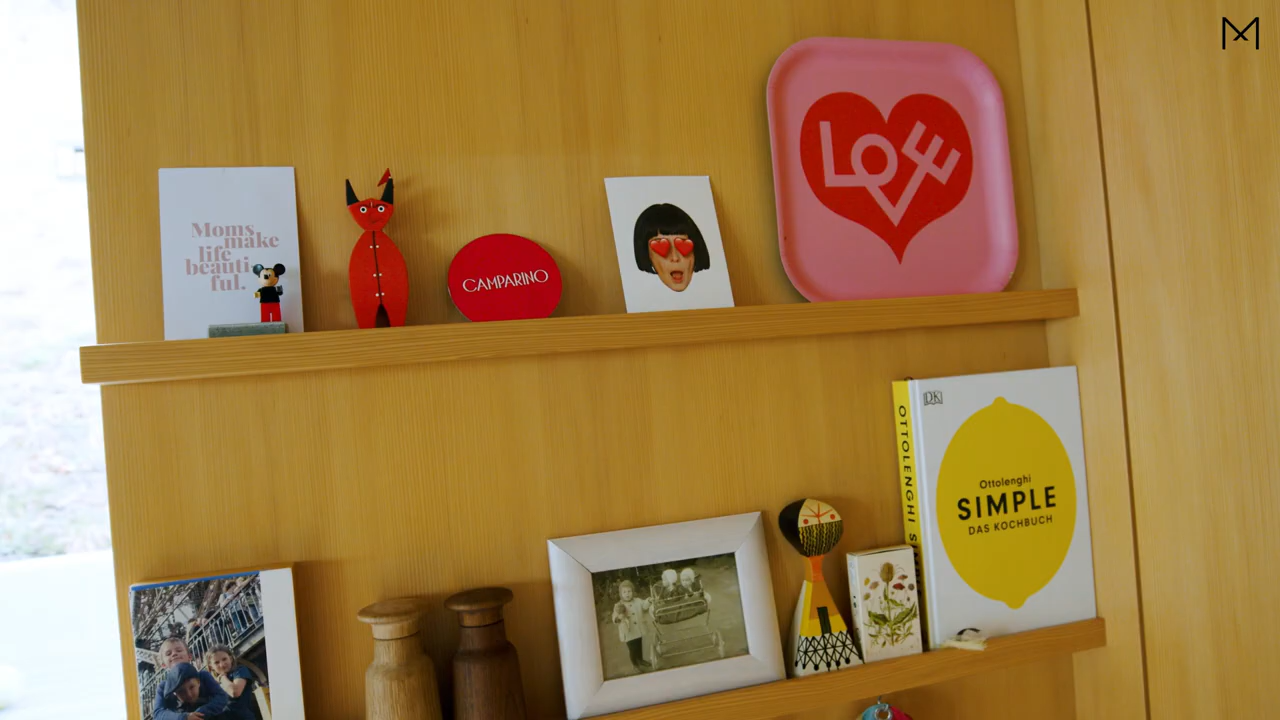 M
LOVE
Moms
make
life
beauti-
ful.
CAMPARINO
DK
OTTOLENGHI
Ottolenghi
SIMPLE
DAS KOCHBUCH